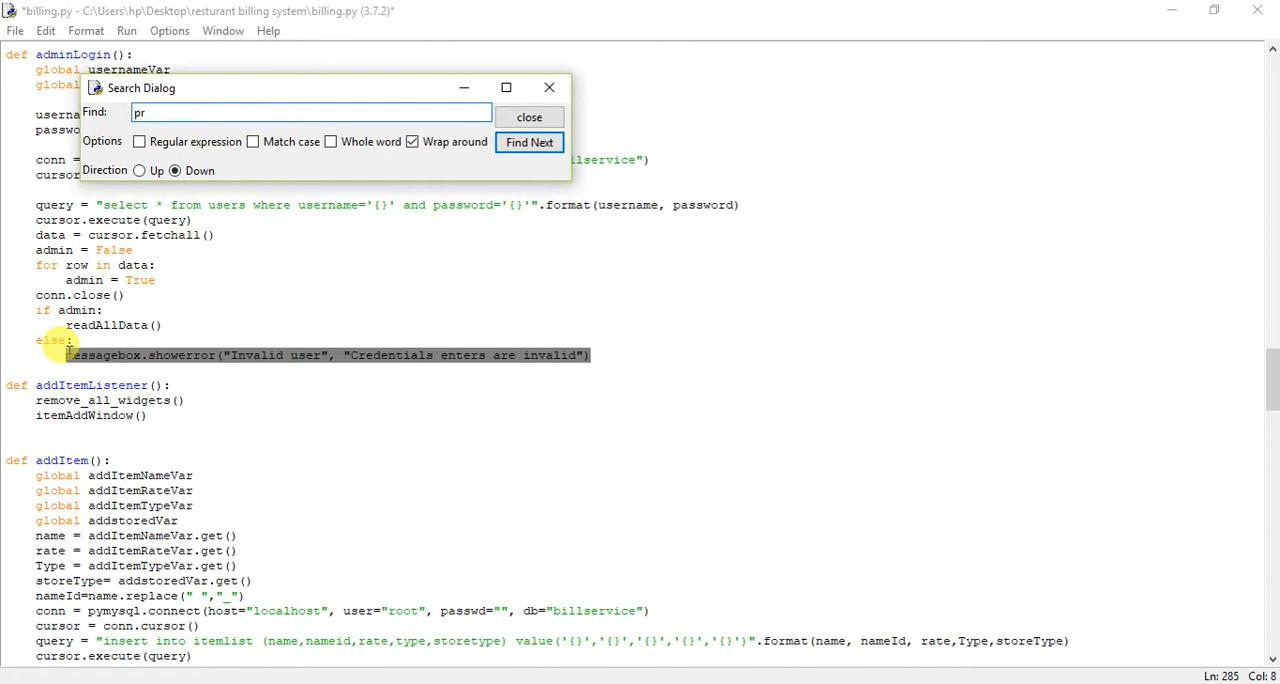 *billing.py - C:\Users\hp\Desktop\resturant billing system\billing.py (3.7.2)*
File Edit Format Run Options Window Help
def adminLogin():
global usernameVar
global
Search Dialog
Find: pr
close
Options Regular expression Match case Whole word Wrap around Find Next
Direction Up Down
userna
passwo
conn = llservice")
cursor
query = "select * from users where username='{}' and password='{}'".format(username, password)
cursor.execute(query)
data = cursor.fetchall()
admin = False
for row in data:
admin = True
conn.close()
if admin:
readAllData()
else:
messagebox.showerror("Invalid user", "Credentials enters are invalid")
def addItemListener():
remove_all_widgets()
itemAddWindow()
def addItem():
global addItemNameVar
global addItemRateVar
global addItemTypeVar
global addstoredVar
name = addItemNameVar.get()
rate = addItemRateVar.get()
Type = addItemTypeVar.get()
storeType= addstoredVar.get()
nameId=name.replace(" ","_")
conn = pymysql.connect(host="localhost", user="root", passwd="", db="billservice")
cursor = conn.cursor()
query = "insert into itemlist (name,nameid,rate,type,storetype) value('{}','{}','{}','{}','{}')".format(name, nameId, rate,Type,storeType)
cursor.execute(query)
Ln: 285 Col: 8